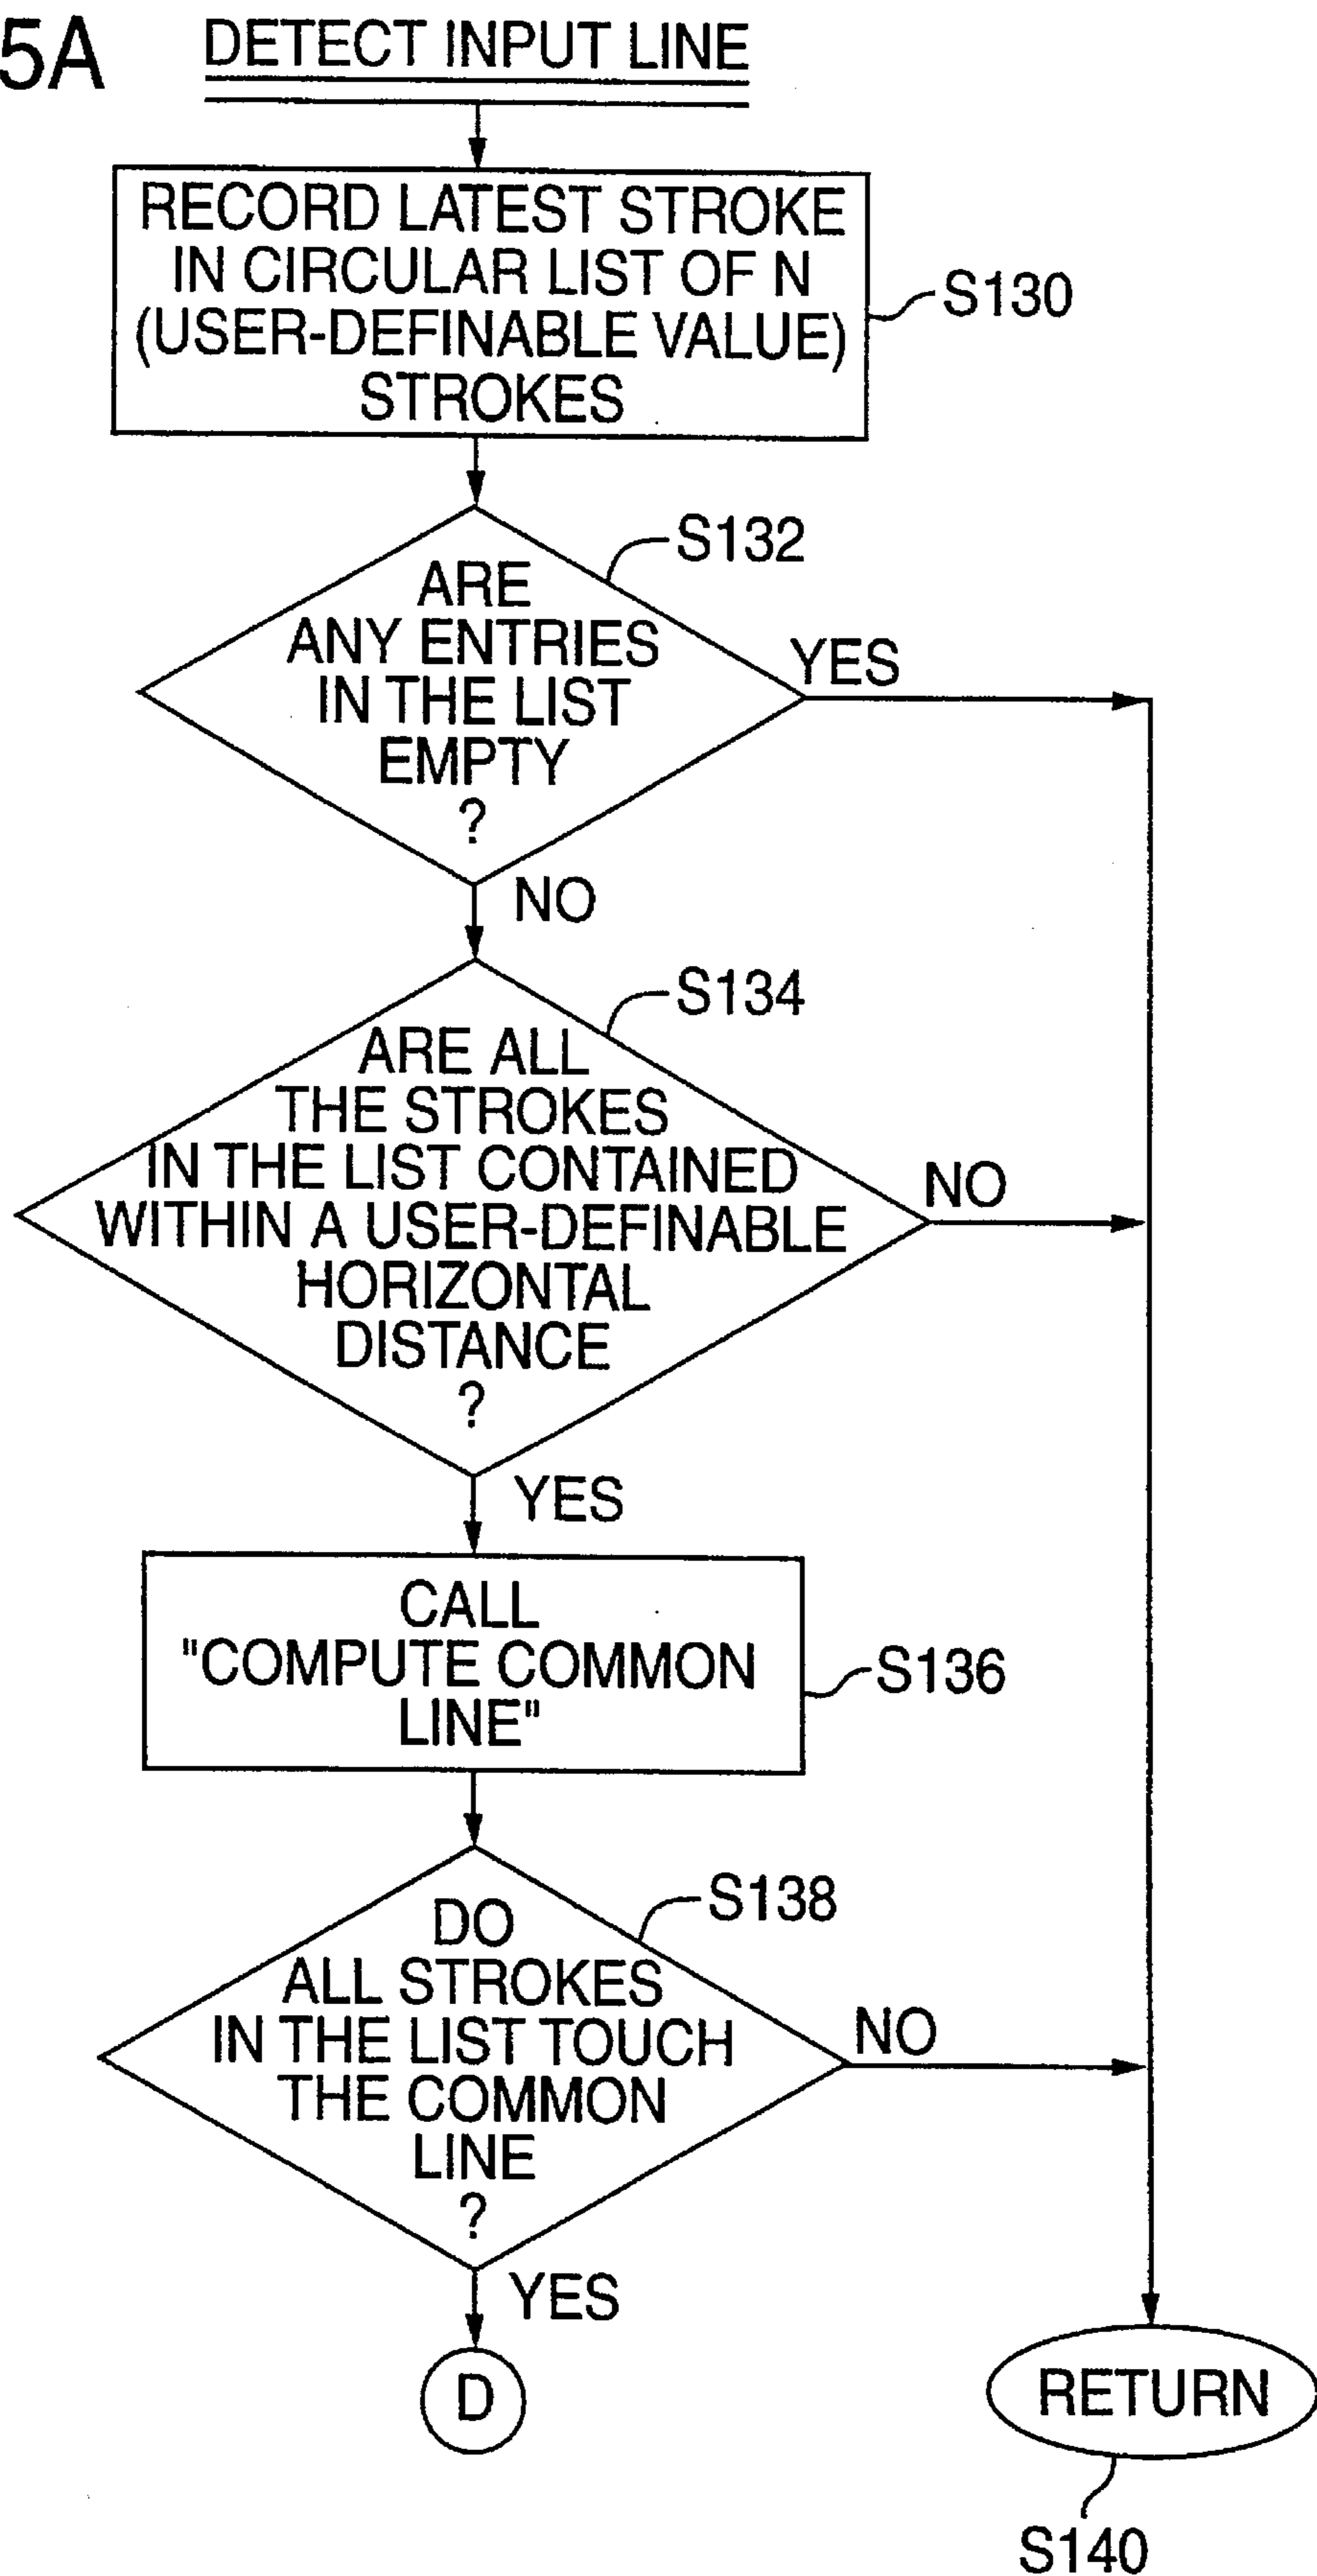 5A
DETECT INPUT LINE
RECORD LATEST STROKE
IN CIRCULAR LIST OF N
(USER-DEFINABLE VALUE)
STROKES
S130
S132
ARE
ANY ENTRIES
IN THE LIST
EMPTY
?
YES
NO
S134
ARE ALL
THE STROKES
IN THE LIST CONTAINED
WITHIN A USER-DEFINABLE
HORIZONTAL
DISTANCE
?
NO
YES
CALL
"COMPUTE COMMON
LINE"
S136
S138
DO
ALL STROKES
IN THE LIST TOUCH
THE COMMON
LINE
?
NO
YES
D
RETURN
S140